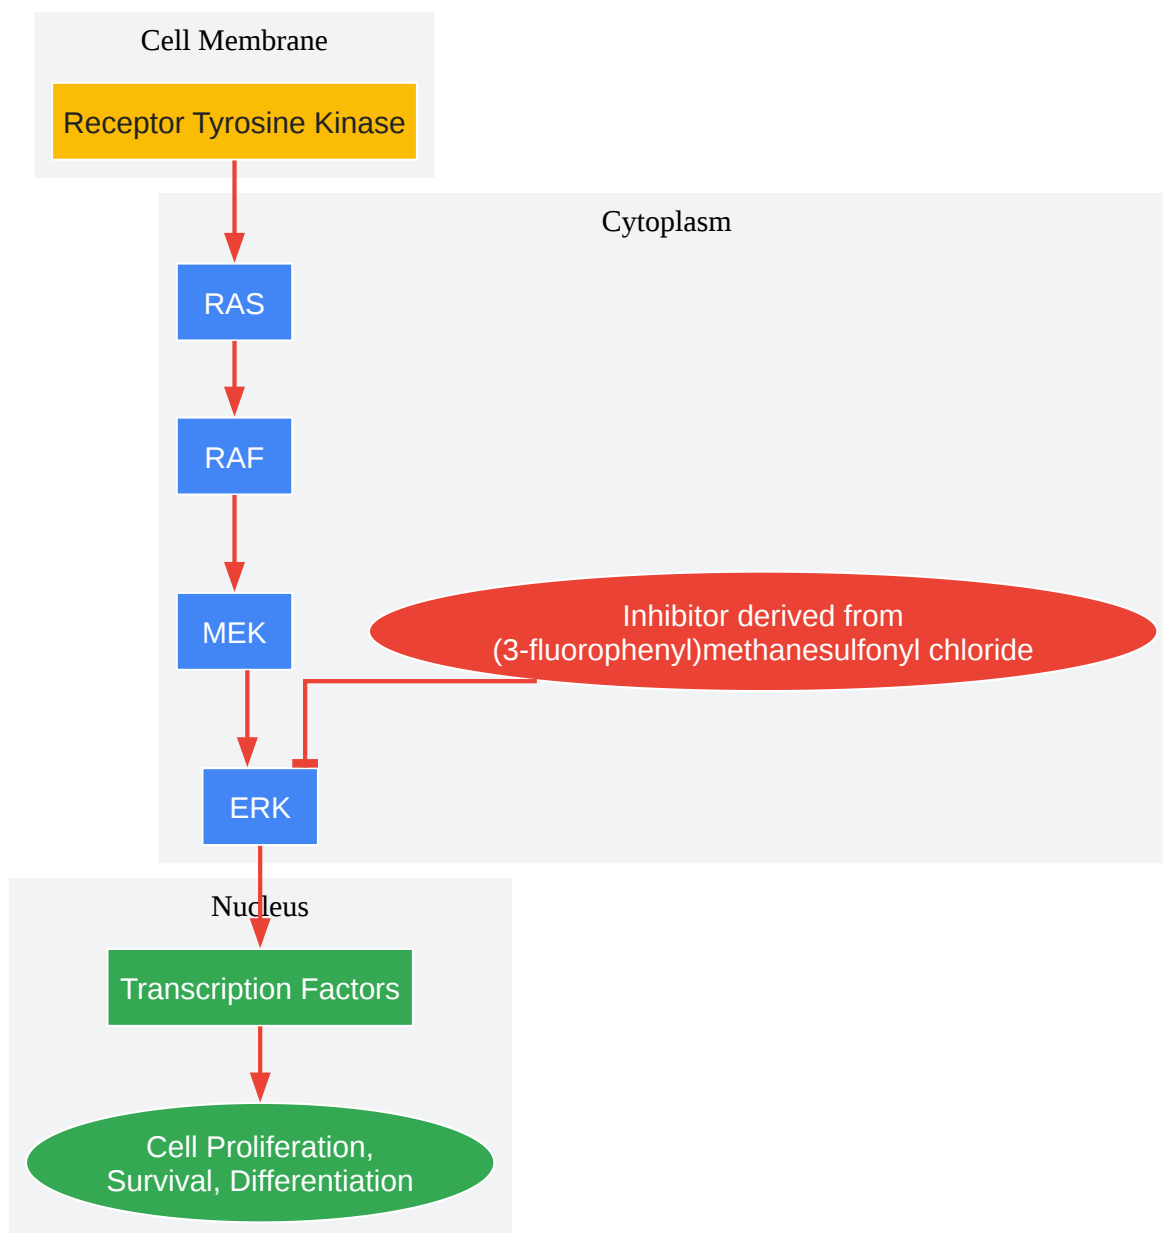 Cell Membrane
Receptor Tyrosine Kinase
Cytoplasm
RAS
RAF
MEK
Inhibitor derived from
(3-fluorophenyl)methanesulfonyl chloride
ERK
Nucleus
Transcription Factors
Cell Proliferation,
Survival, Differentiation